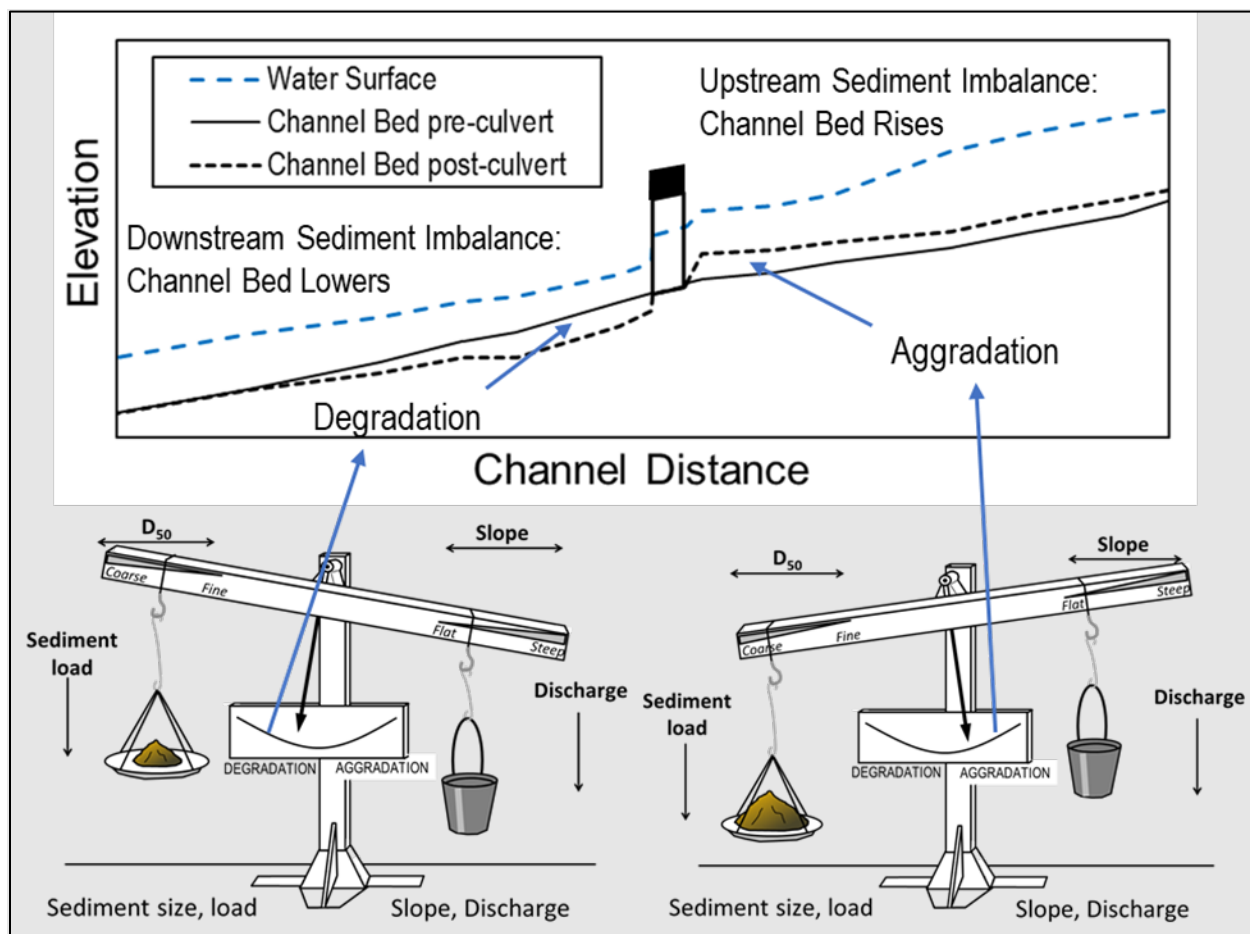 Water Surface
Channel Bed pre-culvert
Channel Bed post-culvert
Upstream Sediment Imbalance:
Channel Bed Rises
Downstream Sediment Imbalance:
Channel Bed Lowers
Elevation
Aggradation
Degradation
Channel Distance
D50
Slope
Coarse
Fine
Flat
Steep
Sediment
load
Discharge
DEGRADATION
AGGRADATION
Sediment size, load
Slope, Discharge
D50
Slope
Coarse
Fine
Flat
Steep
Sediment
load
Discharge
DEGRADATION
AGGRADATION
Sediment size, load
Slope, Discharge